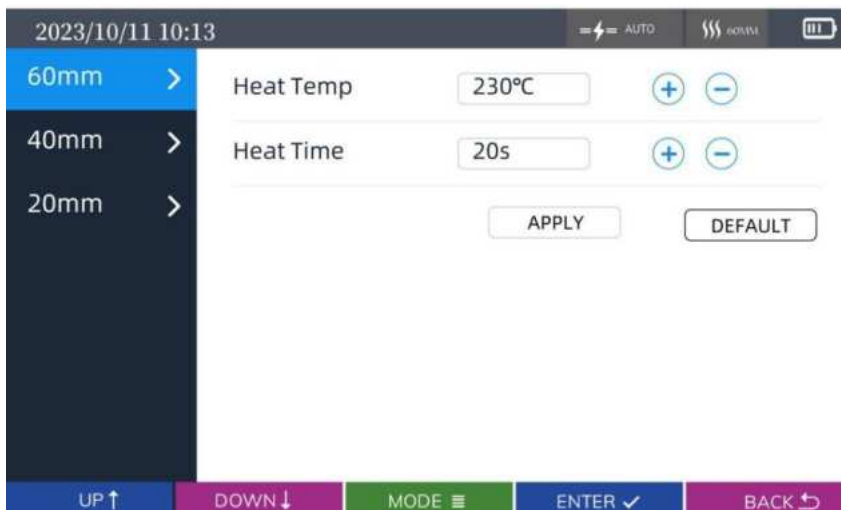 2023/10/11 10:13 AUTO 60MM
60mm
40mm
20mm
Heat Temp 230℃
Heat Time 20s
APPLY DEFAULT
UP↑ DOWN↓ MODE ≡ ENTER ✓ BACK ⮌